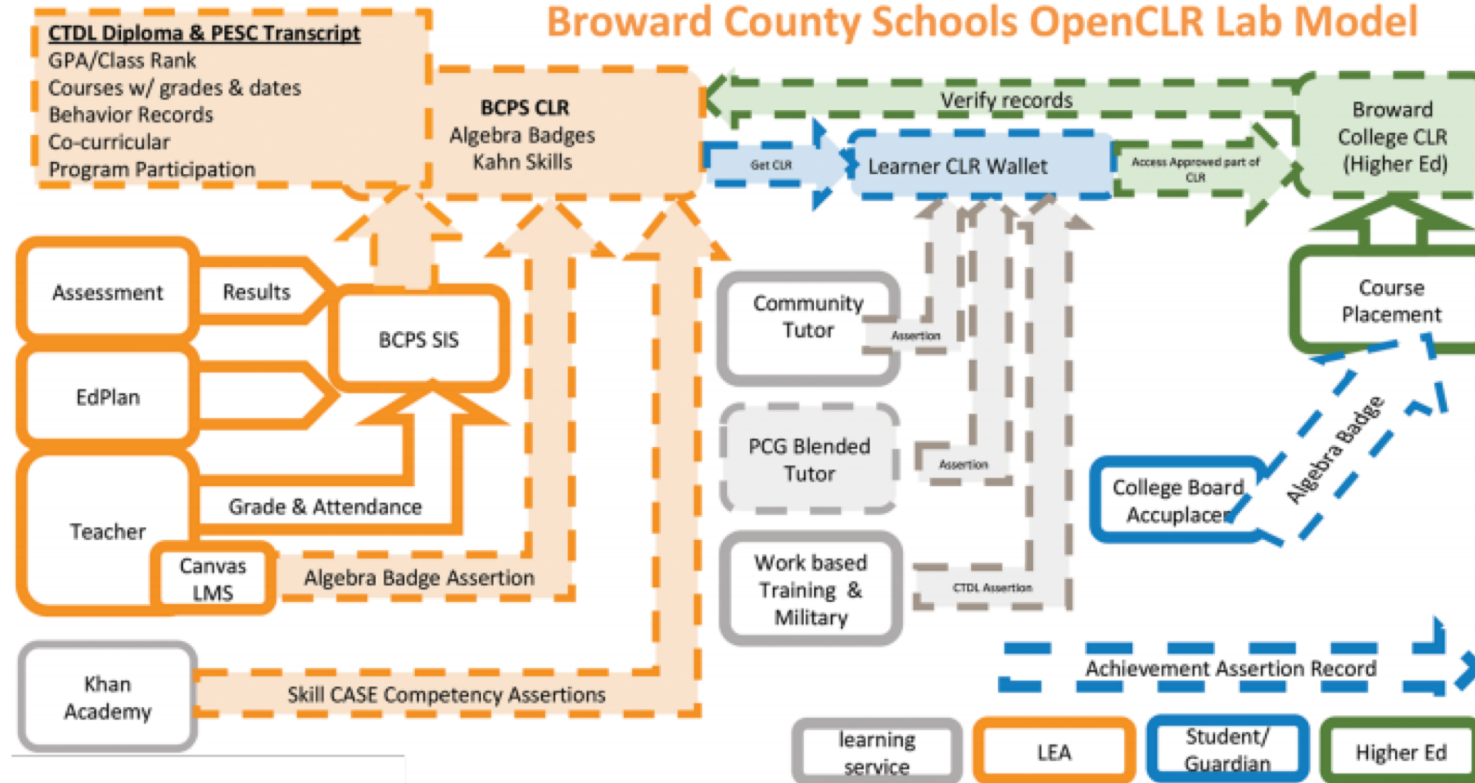 Broward County Schools OpenCLR Lab Model
CTDL Diploma & PESC Transcript
GPA/Class Rank
Courses w/ grades & dates
Behavior Records
Co-curricular
Program Participation
BCPS CLR
Algebra Badges
Kahn Skills
Verify records
Get CLR
Learner CLR Wallet
Access Approved part of
CLR
Broward
College CLR
(Higher Ed)
Assessment
Results
BCPS SIS
EdPlan
Teacher
Grade & Attendance
Canvas
LMS
Algebra Badge Assertion
Khan
Academy
Skill CASE Competency Assertions
Community
Tutor
Assertion
PCG Blended
Tutor
Assertion
Work based
Training &
Military
CTDL Assertion
Course
Placement
Algebra Badge
College Board
Accuplacer
Achievement Assertion Record
learning
service
LEA
Student/
Guardian
Higher Ed